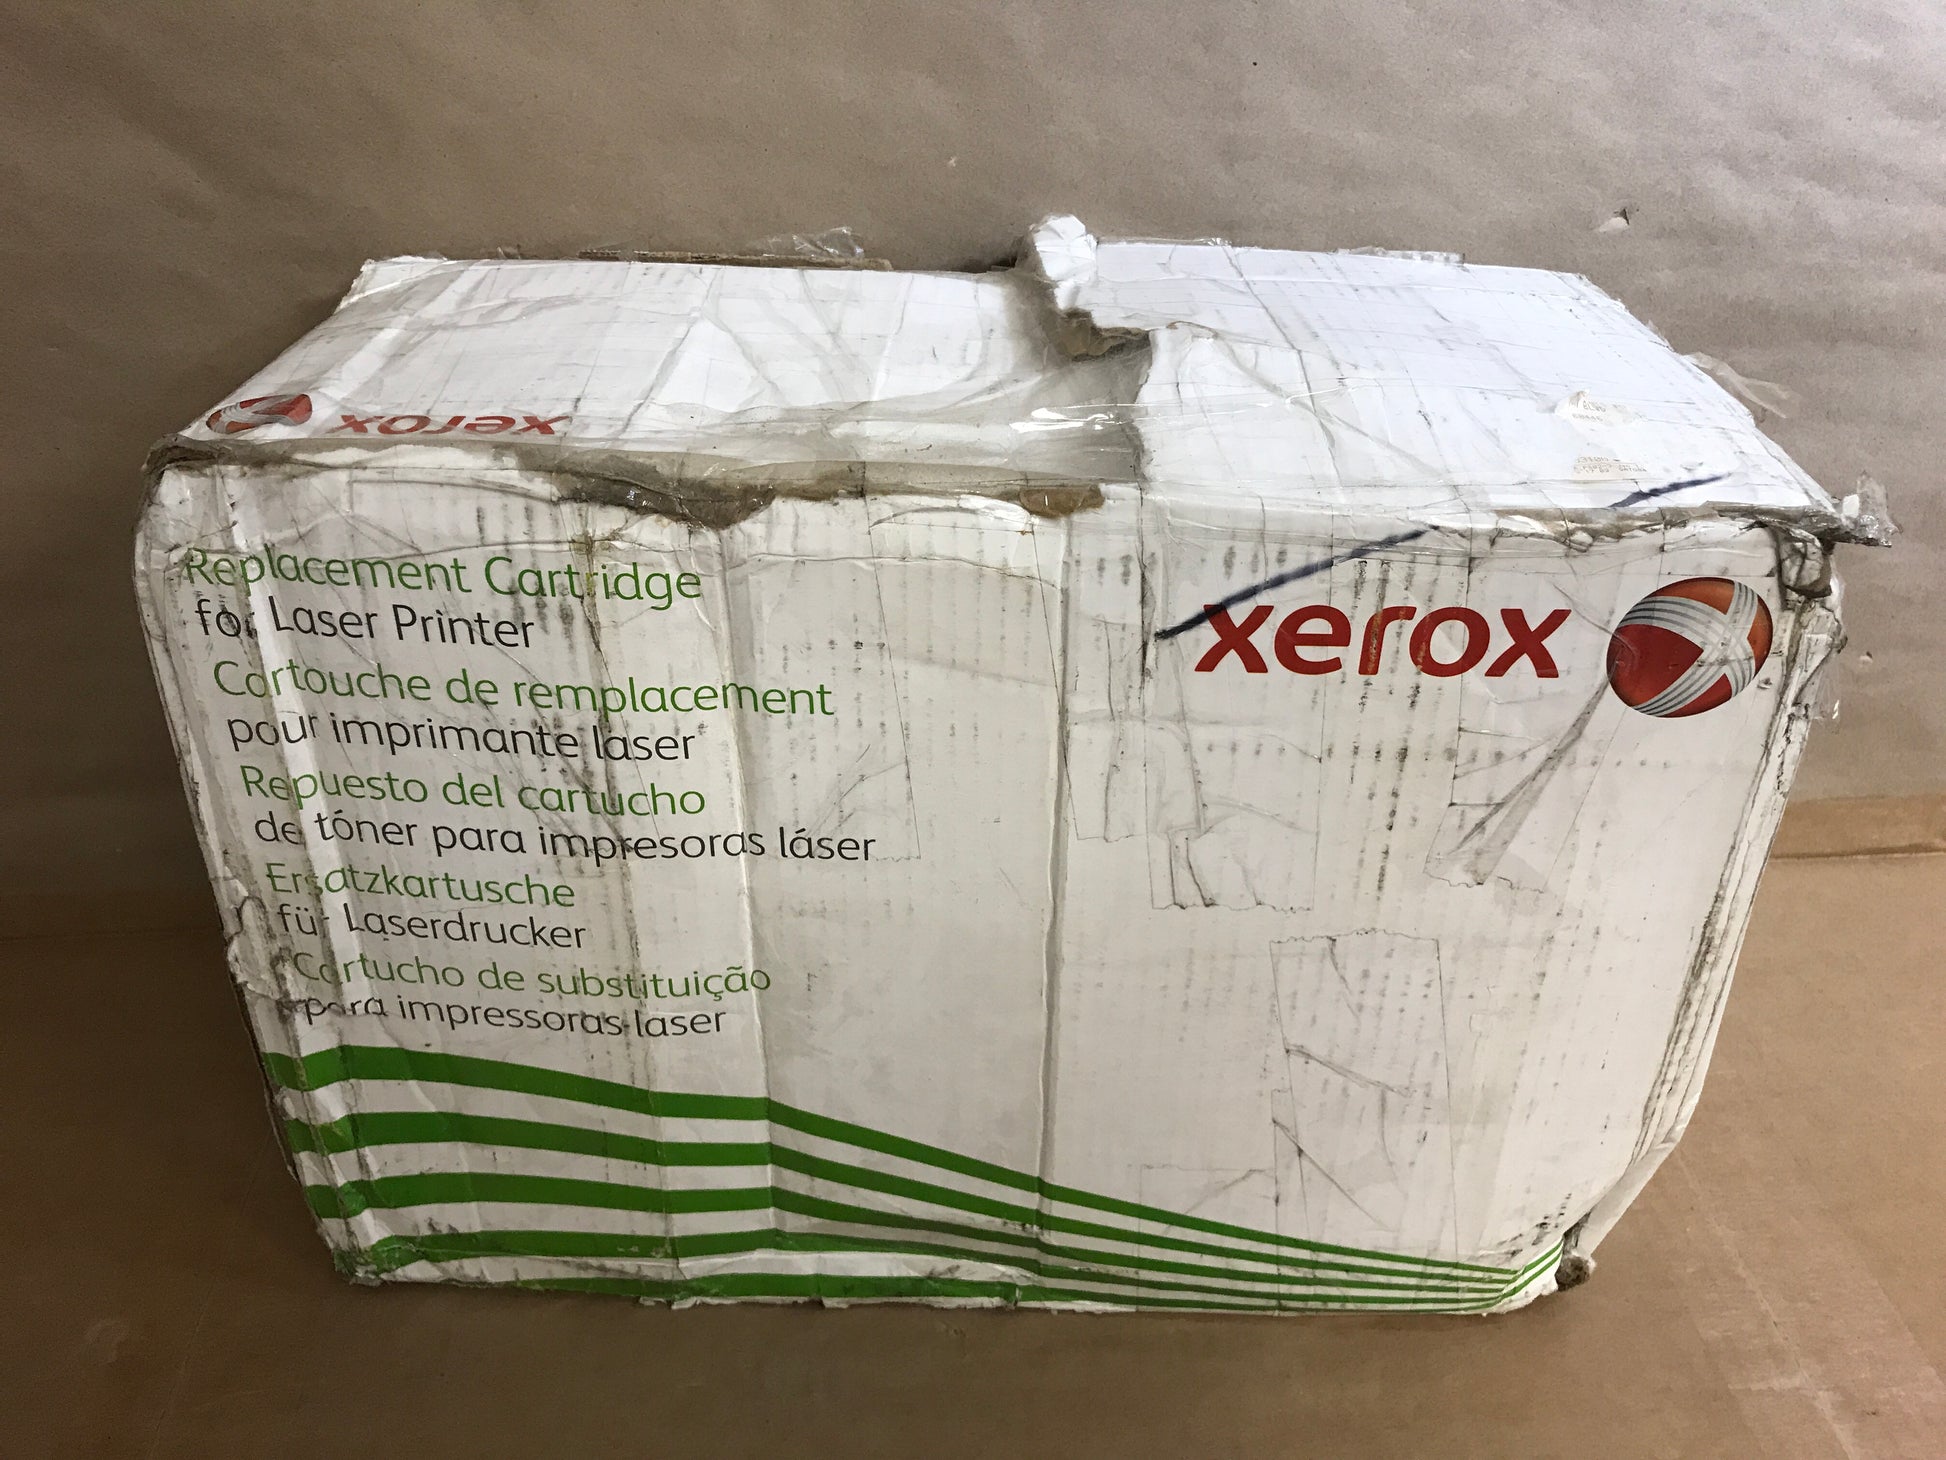 xerox
Replacement Cartridge
for Laser Printer
xerox
Cartouche de remplacement
pour imprimante laser
Repuesto del cartucho
de tóner para impresoras láser
Ersatzkartusche
für Laserdrucker
Cartucho de substituição
para impressoras laser